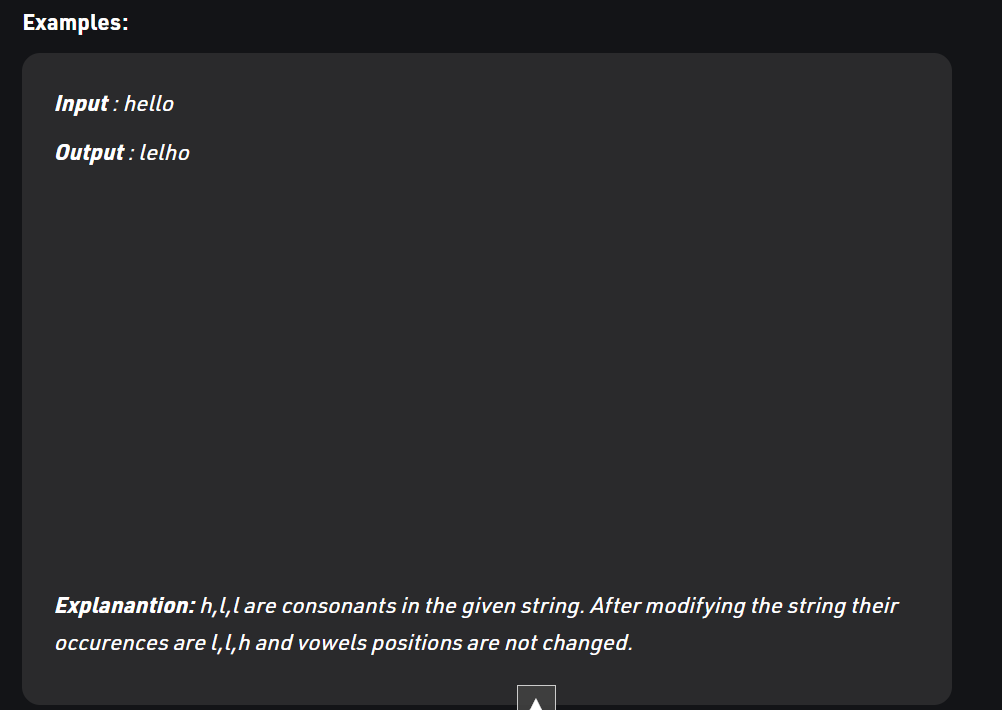 Examples:
Input : hello
Output : lelho
Explanantion: h,l,l are consonants in the given string. After modifying the string their
occurences are l,l,h and vowels positions are not changed.